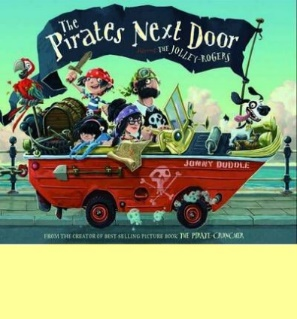 The
Pirates Next Door
Starring THE JOLLEY-ROGERS
JONNY DUDDLE
FROM THE CREATOR OF BEST-SELLING PICTURE BOOK THE PIRATE-CRUNCHER